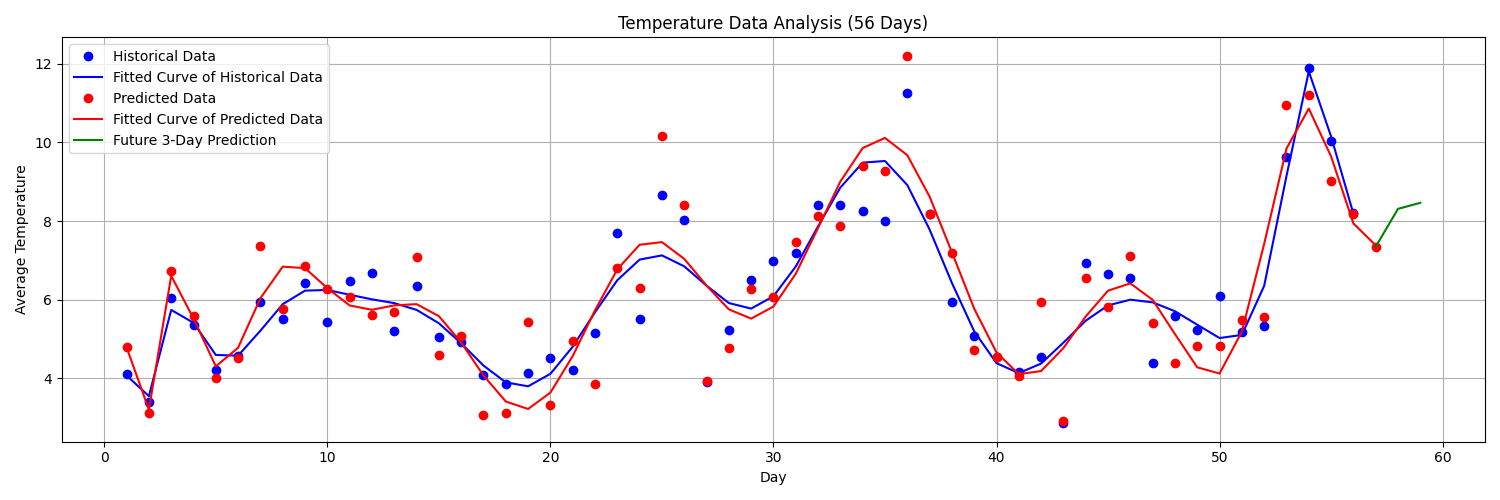 Temperature Data Analysis (56 Days)
Historical Data
Fitted Curve of Historical Data
Predicted Data
Fitted Curve of Predicted Data
Future 3-Day Prediction
Average Temperature
12
10
8
6
4
0 10 20 30 40 50 60
Day